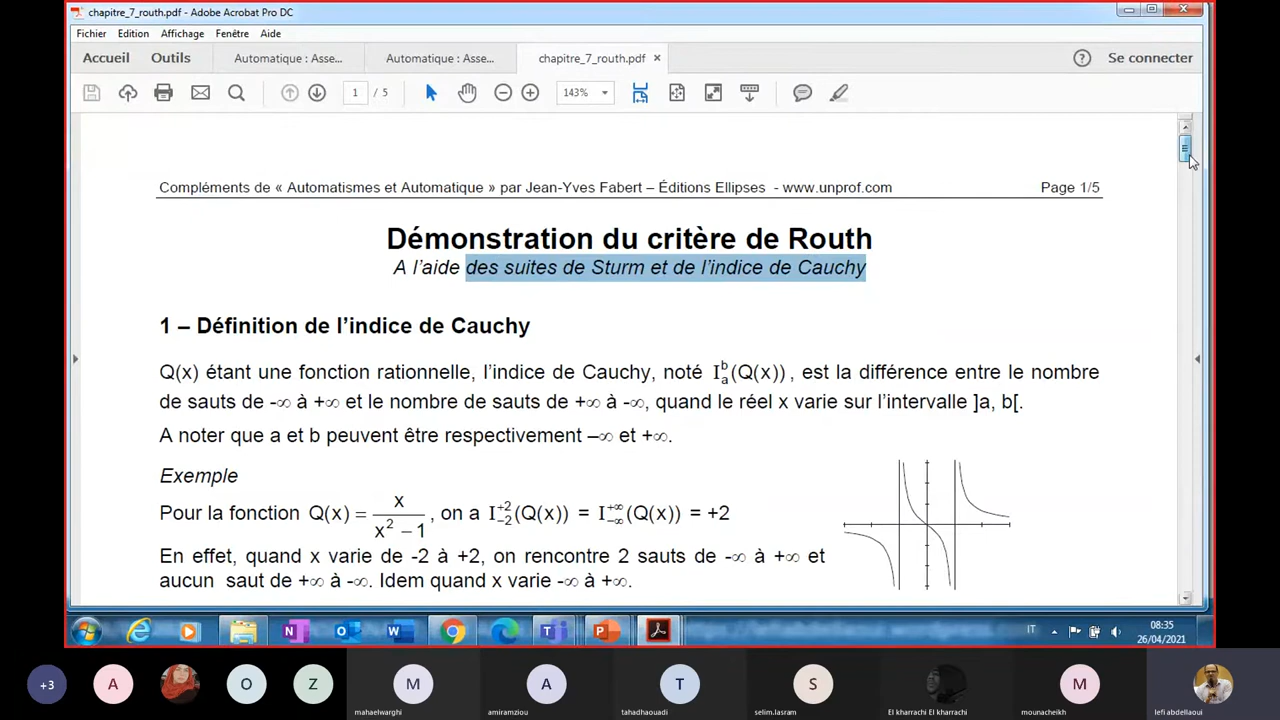 chapitre_7_routh.pdf - Adobe Acrobat Pro DC
Fichier Edition Affichage Fenêtre Aide
Accueil Outils Automatique : Asse... Automatique : Asse... chapitre_7_routh.pdf × ? Se connecter
1 / 5 143%
Compléments de « Automatismes et Automatique » par Jean-Yves Fabert – Éditions Ellipses - www.unprof.com Page 1/5
Démonstration du critère de Routh
A l’aide des suites de Sturm et de l’indice de Cauchy
1 – Définition de l’indice de Cauchy
Q(x) étant une fonction rationnelle, l’indice de Cauchy, noté I_a^b(Q(x)), est la différence entre le nombre
de sauts de -∞ à +∞ et le nombre de sauts de +∞ à -∞, quand le réel x varie sur l’intervalle ]a, b[.
A noter que a et b peuvent être respectivement –∞ et +∞.
Exemple
Pour la fonction Q(x) = x / (x² – 1), on a I_{-2}^{+2}(Q(x)) = I_{-∞}^{+∞}(Q(x)) = +2
En effet, quand x varie de -2 à +2, on rencontre 2 sauts de -∞ à +∞ et
aucun saut de +∞ à -∞. Idem quand x varie -∞ à +∞.
IT 08:35
26/04/2021
+3 A O Z M A T S M
mahaelwarghi amiramziou tahadhaouadi selim.lasram El kharrachi El kharrachi mounacheikh lefi abdellaoui